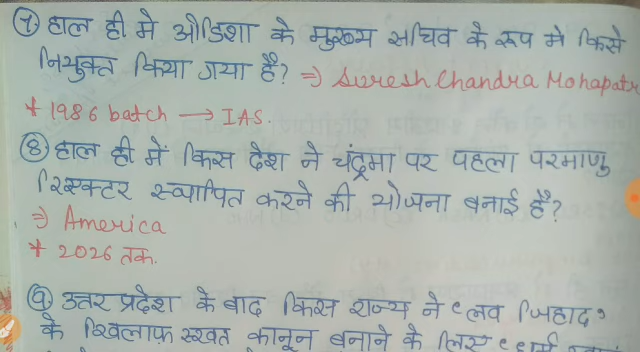 ⑦ हाल ही मे ओडिशा के मुख्य सचिव के रूप मे किसे
नियुक्त किया गया है? ⇒ Suresh Chandra Mohapatr
* 1986 batch → IAS.
⑧ हाल ही में किस देश ने चंद्रमा पर पहला परमाणु
रिएक्टर स्थापित करने की योजना बनाई है?
⇒ America
* 2026 तक.
⑨ उत्तर प्रदेश के बाद किस राज्य ने 'लव जिहाद'
के खिलाफ सख्त कानून बनाने के लिए